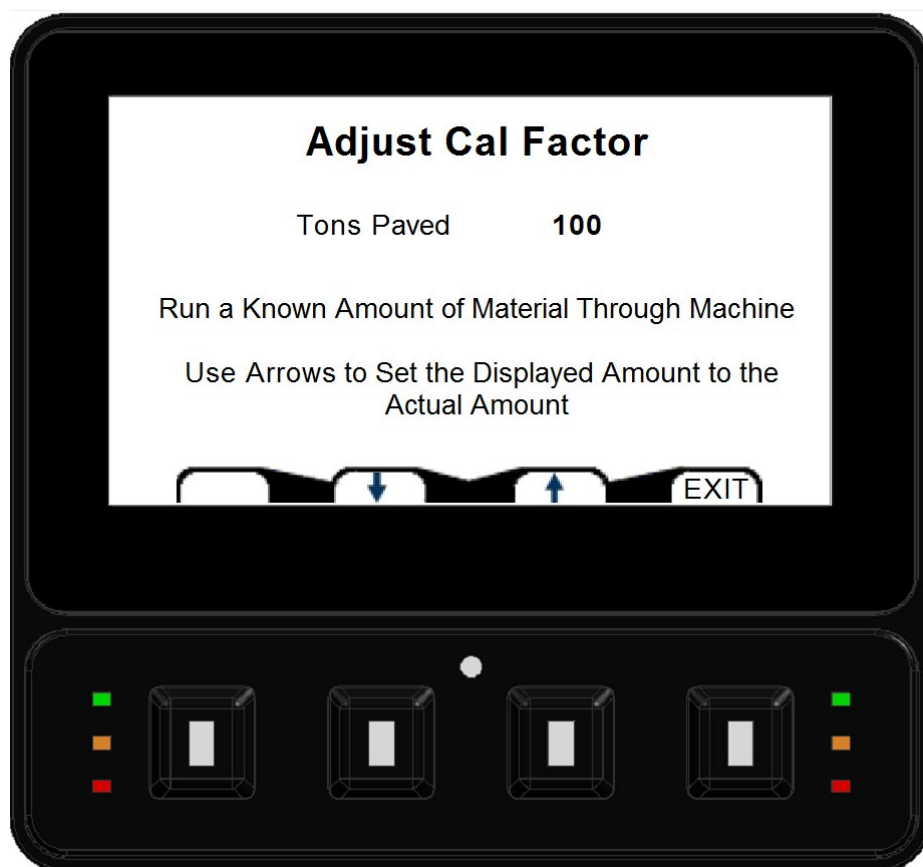 Adjust Cal Factor
Tons Paved 100
Run a Known Amount of Material Through Machine
Use Arrows to Set the Displayed Amount to the
Actual Amount
EXIT